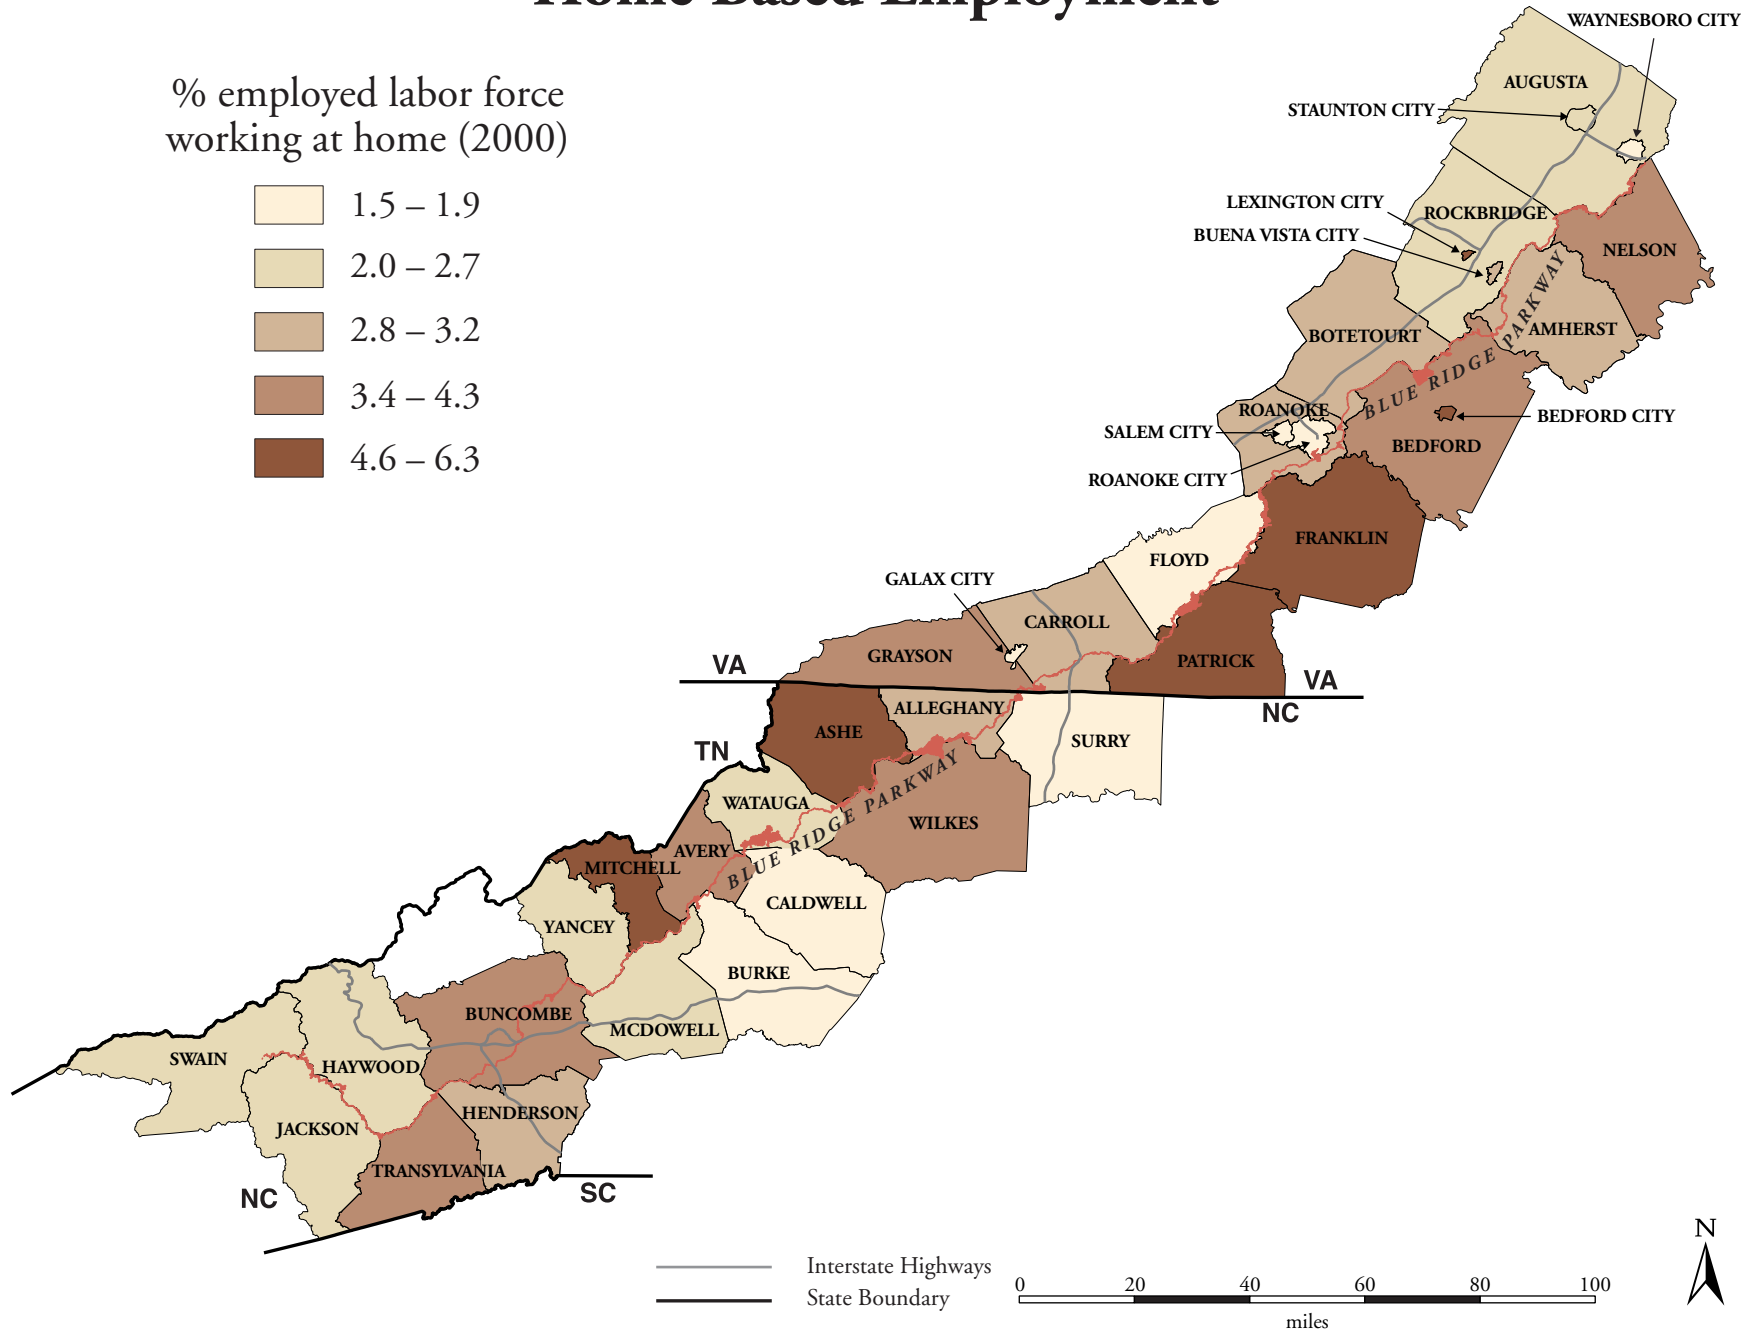 Home Based Employment
% employed labor force
working at home (2000)
1.5 – 1.9
2.0 – 2.7
2.8 – 3.2
3.4 – 4.3
4.6 – 6.3
WAYNESBORO CITY
AUGUSTA
STAUNTON CITY
LEXINGTON CITY
ROCKBRIDGE
BUENA VISTA CITY
NELSON
BOTETOURT
AMHERST
BLUE RIDGE PARKWAY
ROANOKE
SALEM CITY
BEDFORD CITY
BEDFORD
ROANOKE CITY
FRANKLIN
FLOYD
GALAX CITY
CARROLL
GRAYSON
PATRICK
VA
VA
NC
ALLEGHANY
ASHE
SURRY
TN
WATAUGA
WILKES
BLUE RIDGE PARKWAY
AVERY
MITCHELL
CALDWELL
YANCEY
BURKE
BUNCOMBE
MCDOWELL
SWAIN
HAYWOOD
HENDERSON
JACKSON
TRANSYLVANIA
NC
SC
Interstate Highways
State Boundary
0 20 40 60 80 100
miles
N